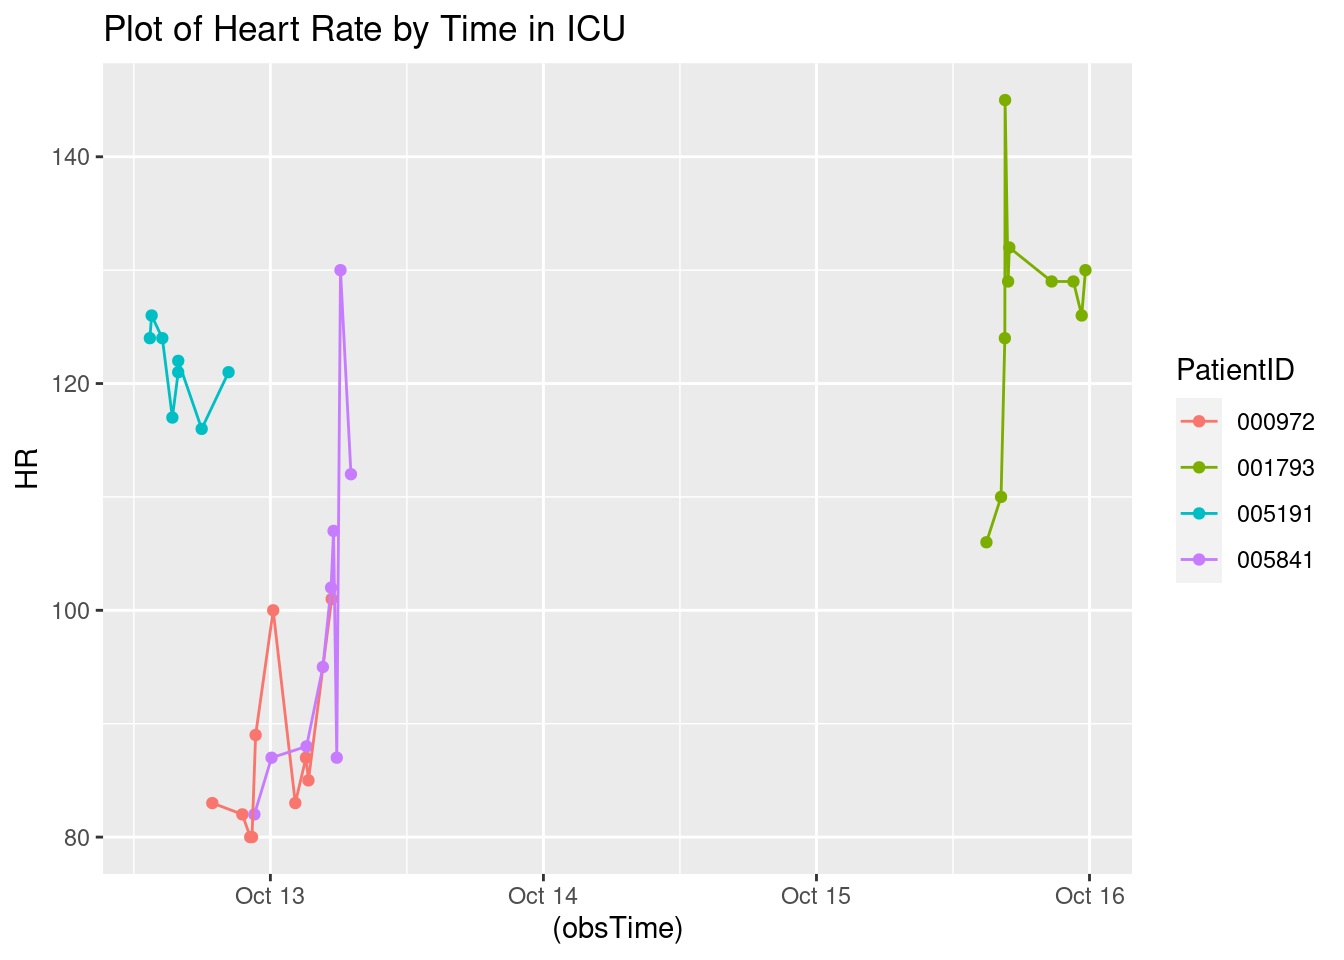 Plot of Heart Rate by Time in ICU
140
120
100
80
HR
Oct 13
Oct 14
Oct 15
Oct 16
(obsTime)
PatientID
000972
001793
005191
005841